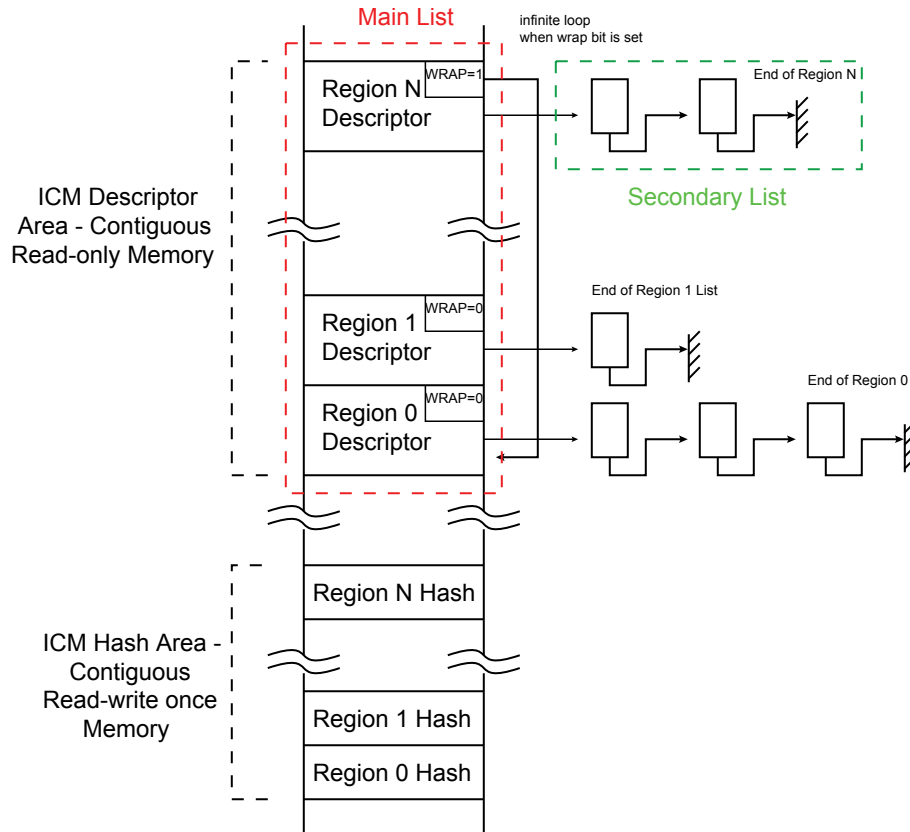 Main List
infinite loop
when wrap bit is set
WRAP=1
Region N
Descriptor
End of Region N
Secondary List
ICM Descriptor
Area - Contiguous
Read-only Memory
WRAP=0
Region 1
Descriptor
End of Region 1 List
WRAP=0
Region 0
Descriptor
End of Region 0
Region N Hash
ICM Hash Area -
Contiguous
Read-write once
Memory
Region 1 Hash
Region 0 Hash